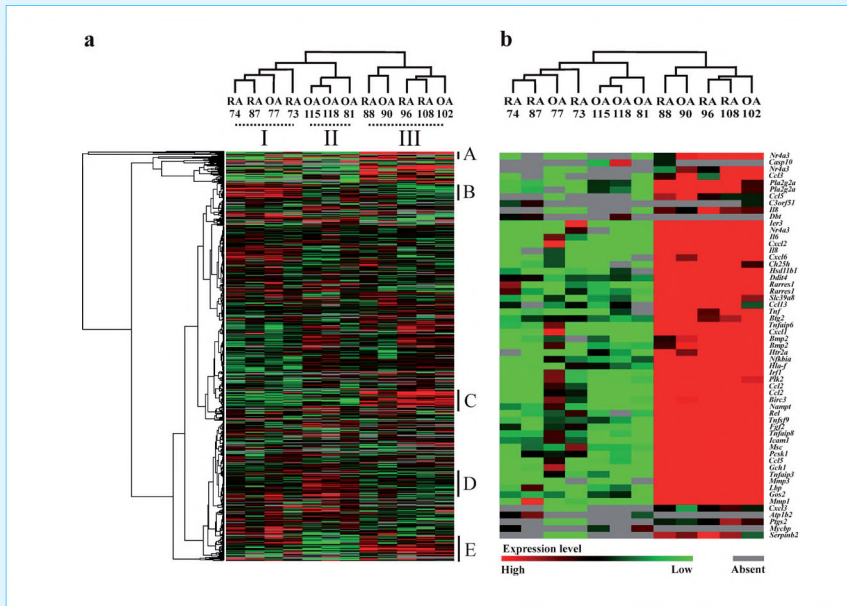 a
RA RA OA RA OA OA OA RA OA RA RA OA
74 87 77 73 115 118 81 88 90 96 108 102
I II III
A
B
C
D
E
b
RA RA OA RA OA OA OA RA OA RA RA OA
74 87 77 73 115 118 81 88 90 96 108 102
Nr4a3
Casp10
Nr4a3
Ccl3
Pla2g2a
Pla2g2a
Ccl5
C3orf51
Il8
Dbt
Ier3
Nr4a3
Il6
Cxcl2
Il8
Cxcl6
Ch25h
Hsd11b1
Ddit4
Rarres1
Rarres1
Slc39a8
Ccl13
Tnf
Btg2
Tnfaip6
Cxcl1
Bmp2
Bmp2
Htr2a
Nfkbia
Hla-f
Irf1
Plk2
Ccl2
Ccl2
Birc3
Nampt
Rel
Tnfsf9
Fgf2
Tnfaip8
Icam1
Msc
Pcsk1
Ccl5
Gch1
Tnfaip3
Mmp3
Lbp
Gos2
Mmp1
Cxcl3
Atp1b2
Ptgs2
Mycbp
Serpinb2
Expression level
High Low Absent